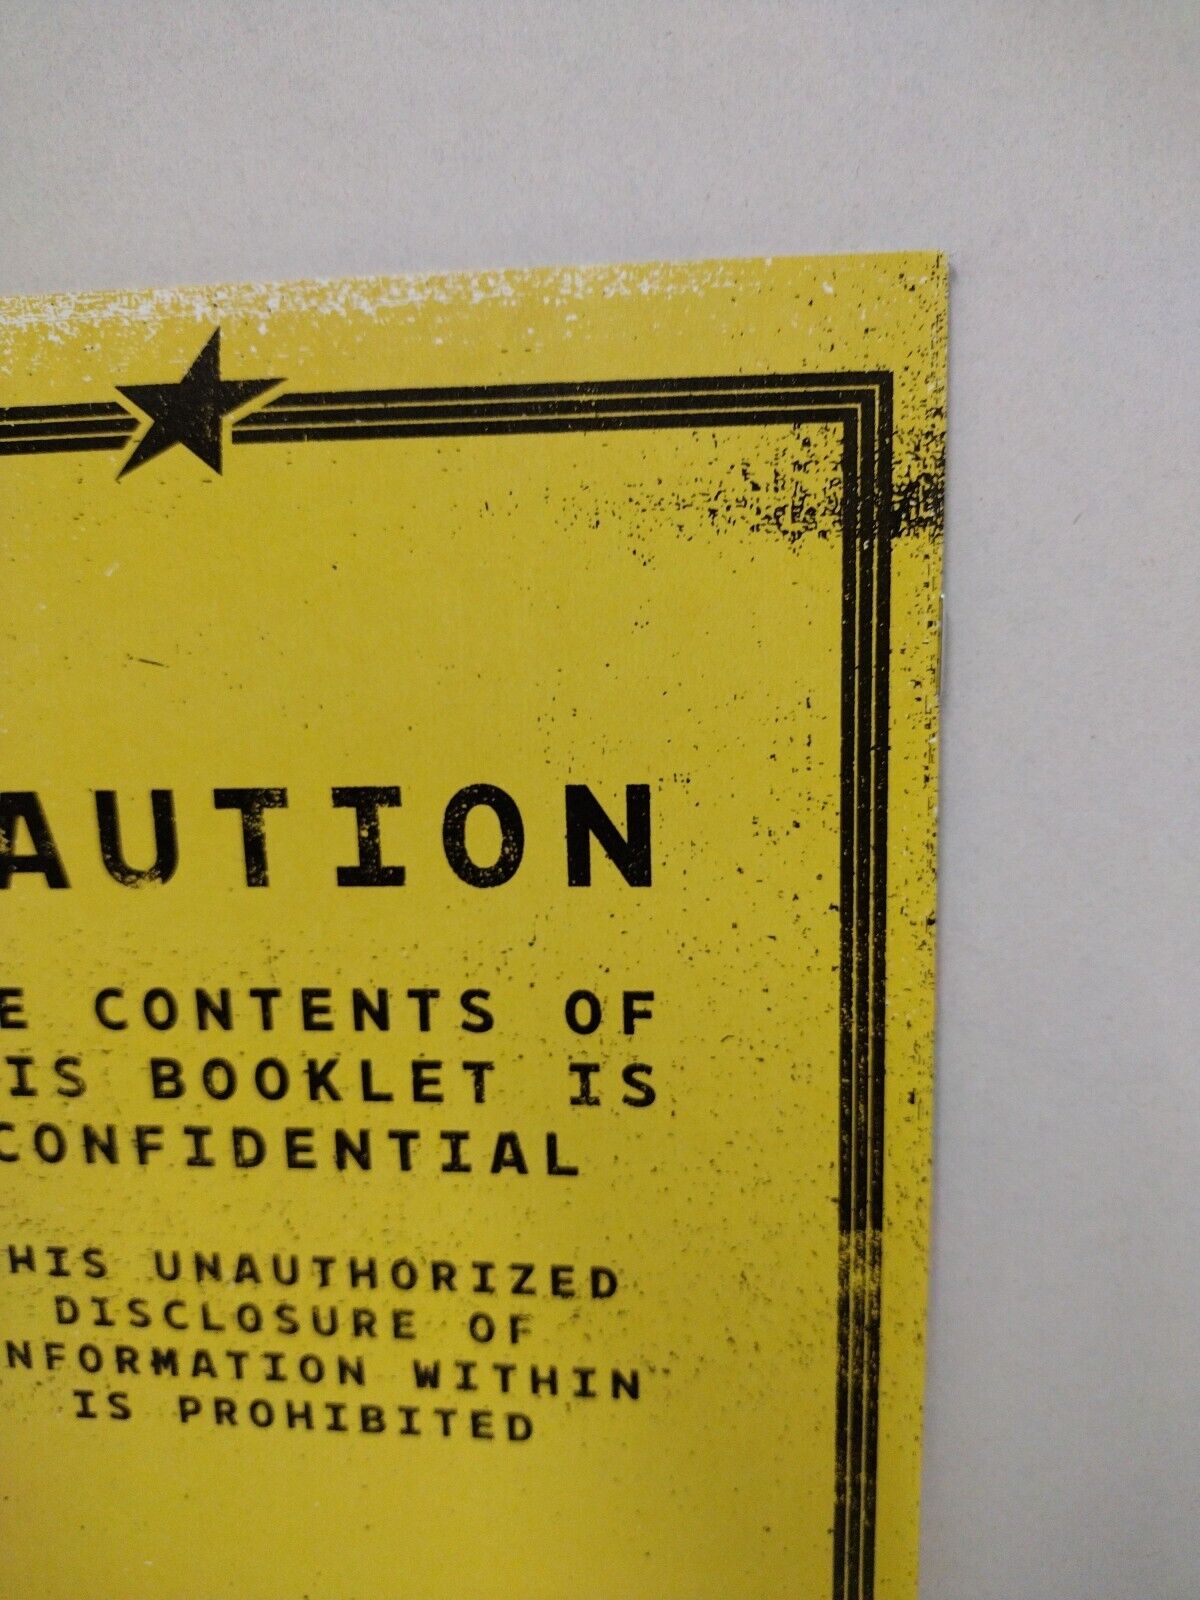 AUTION
E CONTENTS OF
IS BOOKLET IS
CONFIDENTIAL
HIS UNAUTHORIZED
DISCLOSURE OF
NFORMATION WITHIN
IS PROHIBITED